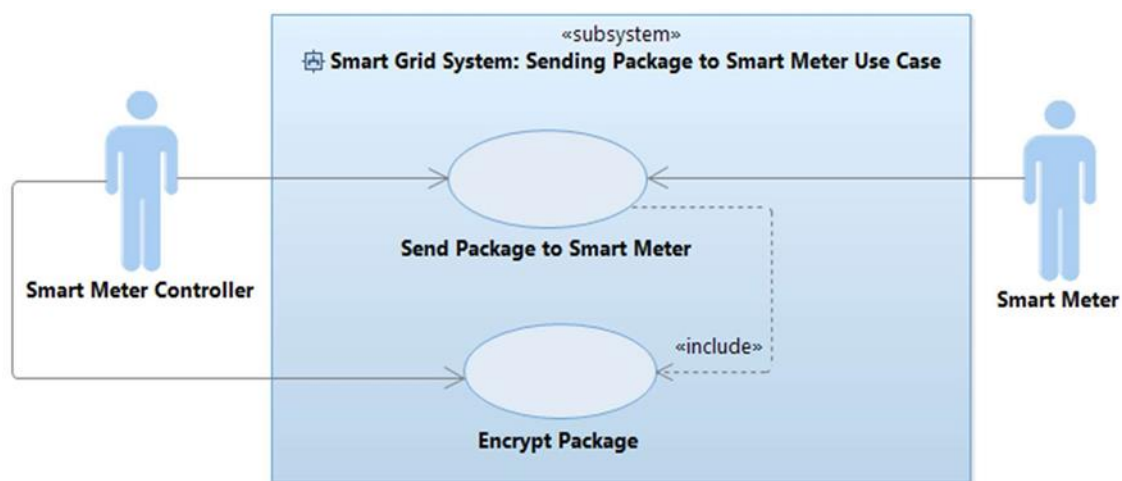 «subsystem»
Smart Grid System: Sending Package to Smart Meter Use Case
Send Package to Smart Meter
Smart Meter Controller
Smart Meter
«include»
Encrypt Package